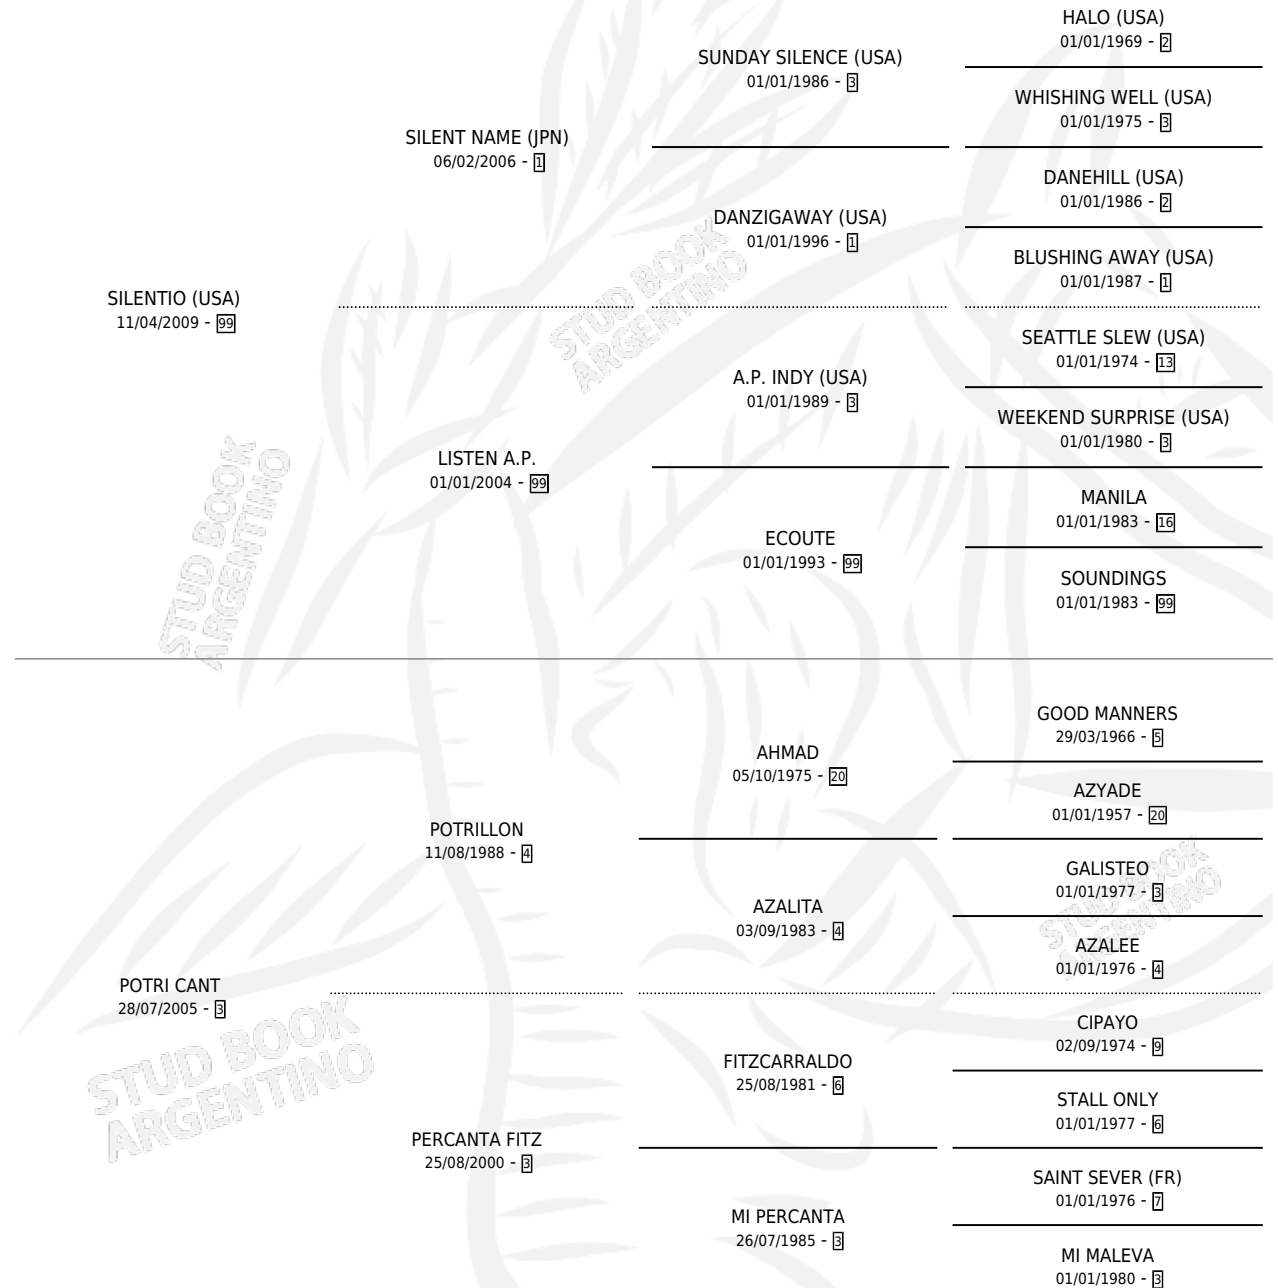 HALO (USA)
01/01/1969 - 2
SUNDAY SILENCE (USA)
01/01/1986 - 3
WHISHING WELL (USA)
01/01/1975 - 3
SILENT NAME (JPN)
06/02/2006 - 1
DANEHILL (USA)
01/01/1986 - 2
DANZIGAWAY (USA)
01/01/1996 - 1
BLUSHING AWAY (USA)
01/01/1987 - 1
SILENTIO (USA)
11/04/2009 - 99
SEATTLE SLEW (USA)
01/01/1974 - 13
A.P. INDY (USA)
01/01/1989 - 3
WEEKEND SURPRISE (USA)
01/01/1980 - 3
LISTEN A.P.
01/01/2004 - 99
MANILA
01/01/1983 - 16
ECOUTE
01/01/1993 - 99
SOUNDINGS
01/01/1983 - 99
GOOD MANNERS
29/03/1966 - 5
AHMAD
05/10/1975 - 20
AZYADE
01/01/1957 - 20
POTRILLON
11/08/1988 - 4
GALISTEO
01/01/1977 - 3
AZALITA
03/09/1983 - 4
AZALEE
01/01/1976 - 4
POTRI CANT
28/07/2005 - 3
CIPAYO
02/09/1974 - 9
FITZCARRALDO
25/08/1981 - 6
STALL ONLY
01/01/1977 - 6
PERCANTA FITZ
25/08/2000 - 3
SAINT SEVER (FR)
01/01/1976 - 7
MI PERCANTA
26/07/1985 - 3
MI MALEVA
01/01/1980 - 3
STUD BOOK
ARGENTINO
STUD BOOK
ARGENTINO
STUD BOOK
ARGENTINO
STUD BOOK
ARGENTINO